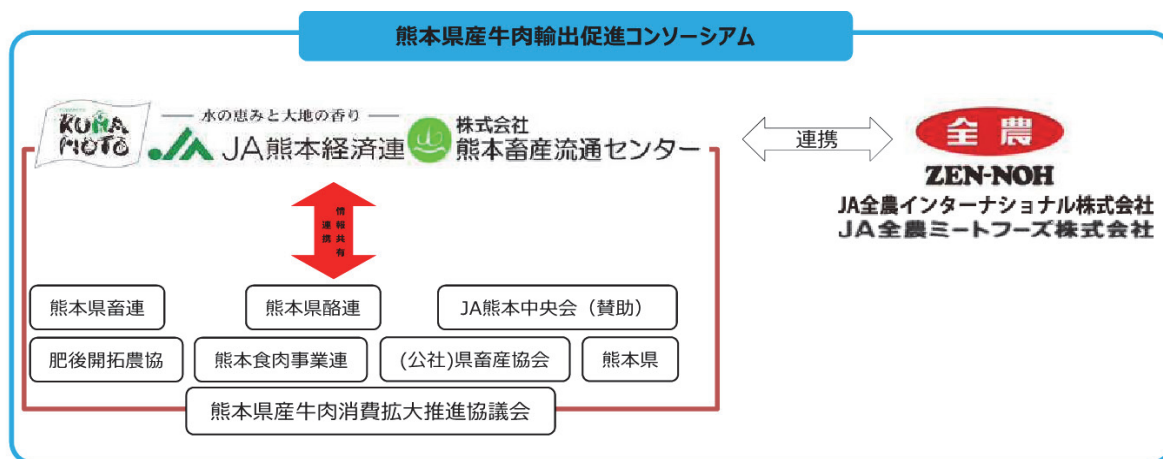 熊本県産牛肉輸出促進コンソーシアム
KUMAMOTO
水の恵みと大地の香り
JA熊本経済連
株式会社
熊本畜産流通センター
連携
全農
ZEN-NOH
JA全農インターナショナル株式会社
JA全農ミートフーズ株式会社
情報共有
連携
熊本県畜連
熊本県酪連
JA熊本中央会（賛助）
肥後開拓農協
熊本食肉事業連
(公社)県畜産協会
熊本県
熊本県産牛肉消費拡大推進協議会